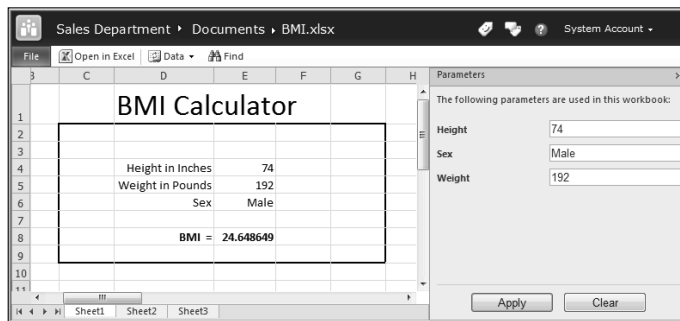 Sales Department ▸ Documents ▸ BMI.xlsx
System Account
File Open in Excel Data Find
B C D E F G H
1 BMI Calculator
2
3
4 Height in Inches 74
5 Weight in Pounds 192
6 Sex Male
7
8 BMI = 24.648649
9
10
11
Sheet1 Sheet2 Sheet3
Parameters
The following parameters are used in this workbook:
Height 74
Sex Male
Weight 192
Apply Clear